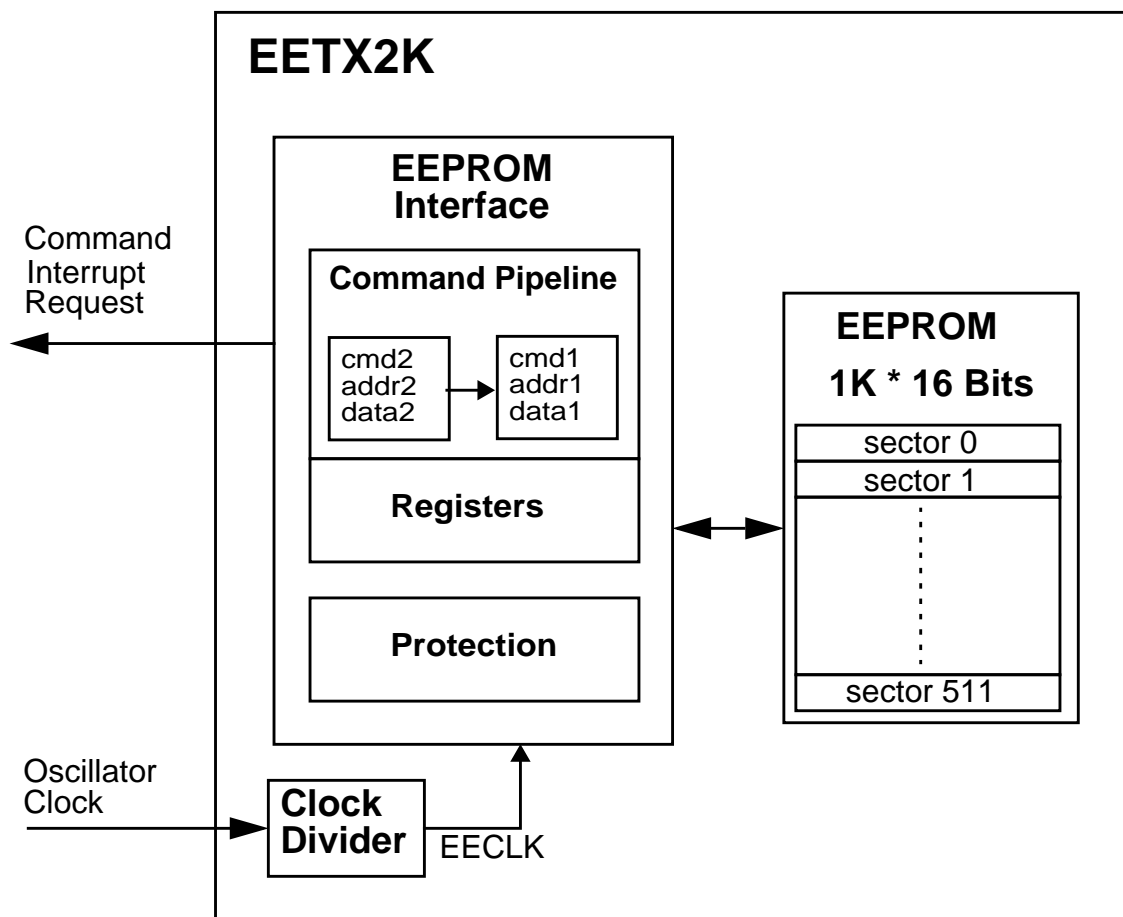 EETX2K
EEPROM
Interface
Command
Interrupt
Request
Command Pipeline
cmd2
addr2
data2
cmd1
addr1
data1
Registers
Protection
EEPROM
1K * 16 Bits
sector 0
sector 1
sector 511
Oscillator
Clock
Clock
Divider
EECLK